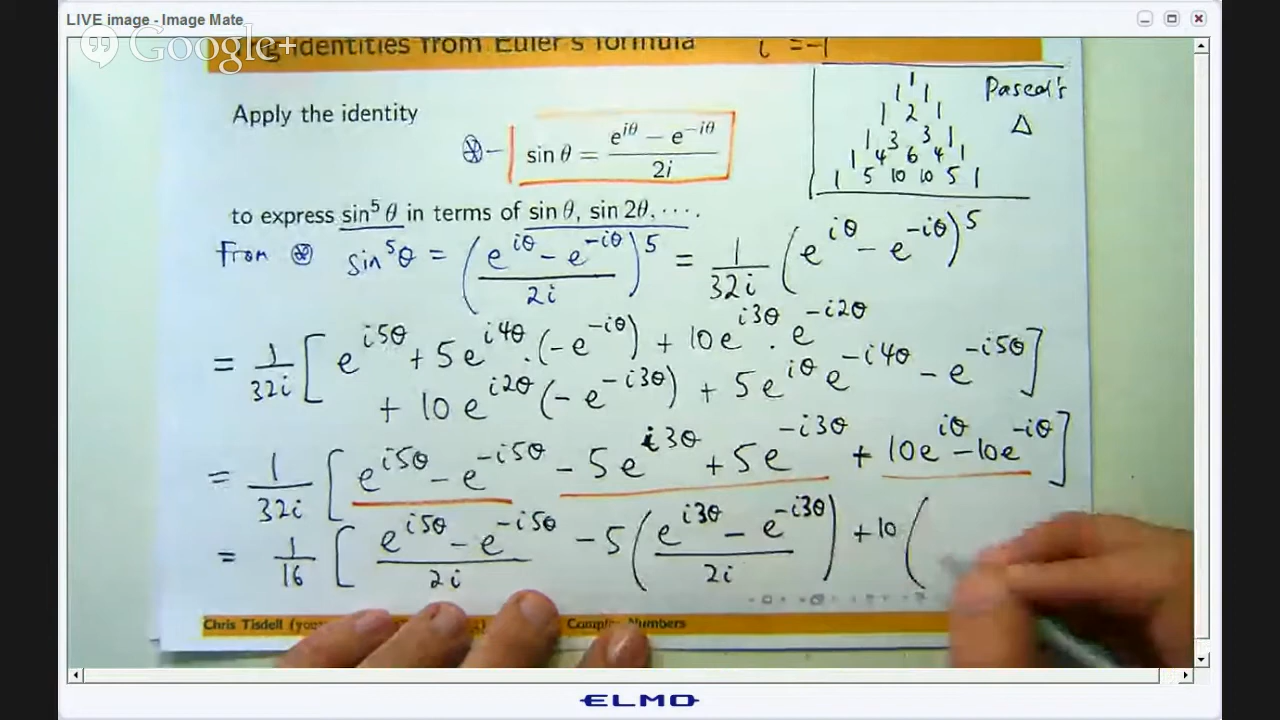 LIVE image - Image Mate
Google+
identities from Euler's formula i = -1
Apply the identity
⊛ – sin θ = (e^{iθ} − e^{−iθ}) / 2i
Pascal's Δ
1
1 1
1 2 1
1 3 3 1
1 4 6 4 1
1 5 10 10 5 1
to express sin⁵ θ in terms of sin θ, sin 2θ, ⋯.
From ⊛ sin⁵θ = ((e^{iθ} − e^{−iθ}) / 2i)^5 = 1/32i (e^{iθ} − e^{−iθ})^5
= 1/32i [ e^{i5θ} + 5e^{i4θ}·(−e^{−iθ}) + 10e^{i3θ}·e^{−i2θ}
+ 10e^{i2θ}(−e^{−i3θ}) + 5e^{iθ}e^{−i4θ} − e^{−i5θ} ]
= 1/32i [ e^{i5θ} − e^{−i5θ} − 5e^{i3θ} + 5e^{−i3θ} + 10e^{iθ} − 10e^{−iθ} ]
= 1/16 [ (e^{i5θ} − e^{−i5θ}) / 2i − 5((e^{i3θ} − e^{−i3θ}) / 2i) + 10 (
Chris Tisdell Complex Numbers
ELMO